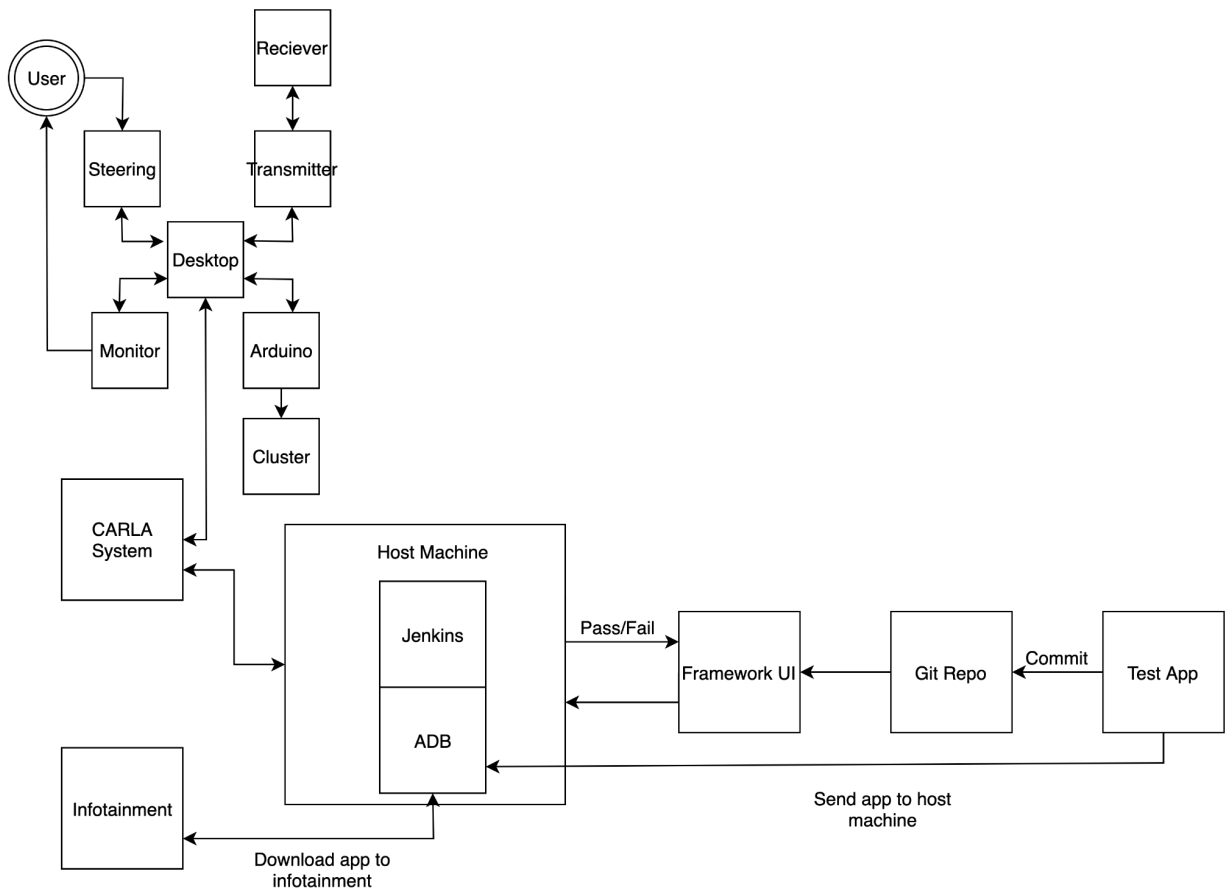 Reciever
User
Steering
Transmitter
Desktop
Monitor
Arduino
Cluster
CARLA
System
Host Machine
Jenkins
Pass/Fail
Framework UI
Git Repo
Commit
Test App
ADB
Infotainment
Send app to host
machine
Download app to
infotainment